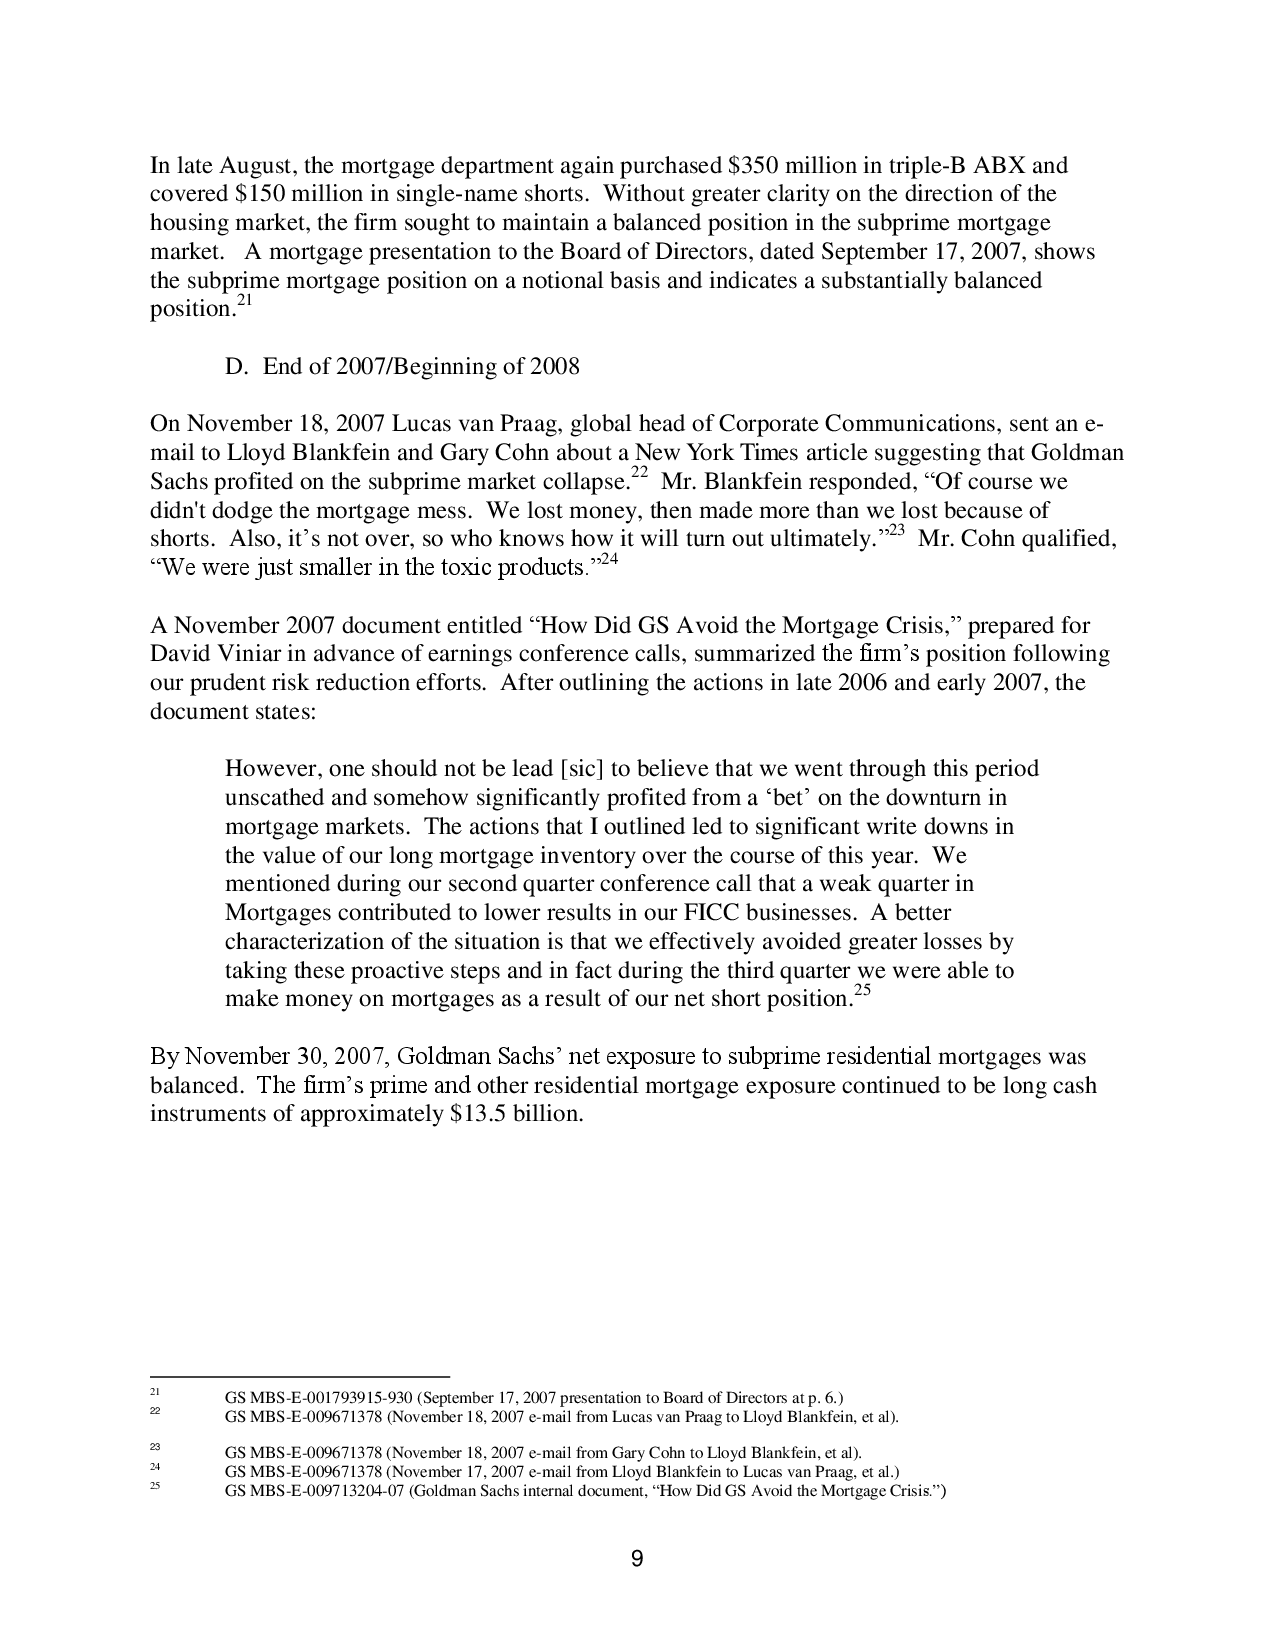 In late August, the mortgage department again purchased $350 million in triple-B ABX and
covered $150 million in single-name shorts.  Without greater clarity on the direction of the
housing market, the firm sought to maintain a balanced position in the subprime mortgage
market.   A mortgage presentation to the Board of Directors, dated September 17, 2007, shows
the subprime mortgage position on a notional basis and indicates a substantially balanced
position.21
D.  End of 2007/Beginning of 2008
On November 18, 2007 Lucas van Praag, global head of Corporate Communications, sent an e-
mail to Lloyd Blankfein and Gary Cohn about a New York Times article suggesting that Goldman
Sachs profited on the subprime market collapse.22  Mr. Blankfein responded, “Of course we
didn't dodge the mortgage mess.  We lost money, then made more than we lost because of
shorts.  Also, it’s not over, so who knows how it will turn out ultimately.”23  Mr. Cohn qualified,
“We were just smaller in the toxic products.”24
A November 2007 document entitled “How Did GS Avoid the Mortgage Crisis,” prepared for
David Viniar in advance of earnings conference calls, summarized the firm’s position following
our prudent risk reduction efforts.  After outlining the actions in late 2006 and early 2007, the
document states:
However, one should not be lead [sic] to believe that we went through this period
unscathed and somehow significantly profited from a ‘bet’ on the downturn in
mortgage markets.  The actions that I outlined led to significant write downs in
the value of our long mortgage inventory over the course of this year.  We
mentioned during our second quarter conference call that a weak quarter in
Mortgages contributed to lower results in our FICC businesses.  A better
characterization of the situation is that we effectively avoided greater losses by
taking these proactive steps and in fact during the third quarter we were able to
make money on mortgages as a result of our net short position.25
By November 30, 2007, Goldman Sachs’ net exposure to subprime residential mortgages was
balanced.  The firm’s prime and other residential mortgage exposure continued to be long cash
instruments of approximately $13.5 billion.
21 GS MBS-E-001793915-930 (September 17, 2007 presentation to Board of Directors at p. 6.)
22 GS MBS-E-009671378 (November 18, 2007 e-mail from Lucas van Praag to Lloyd Blankfein, et al).
23 GS MBS-E-009671378 (November 18, 2007 e-mail from Gary Cohn to Lloyd Blankfein, et al).
24 GS MBS-E-009671378 (November 17, 2007 e-mail from Lloyd Blankfein to Lucas van Praag, et al.)
25 GS MBS-E-009713204-07 (Goldman Sachs internal document, “How Did GS Avoid the Mortgage Crisis.”)
9